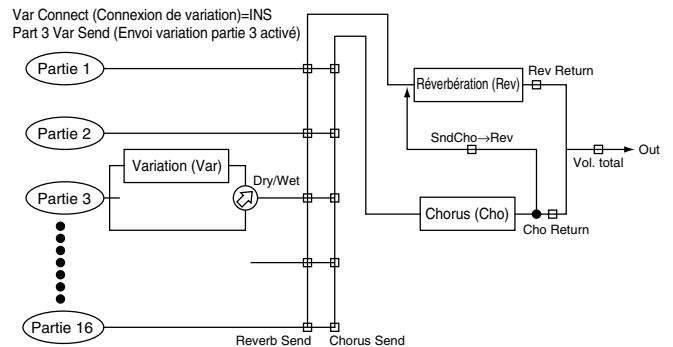 Var Connect (Connexion de variation)=INS
Part 3 Var Send (Envoi variation partie 3 activé)
Partie 1
Réverbération (Rev)
Rev Return
Partie 2
SndCho→Rev
Out
Vol. total
Variation (Var)
Dry/Wet
Partie 3
Chorus (Cho)
Cho Return
Partie 16
Reverb Send
Chorus Send